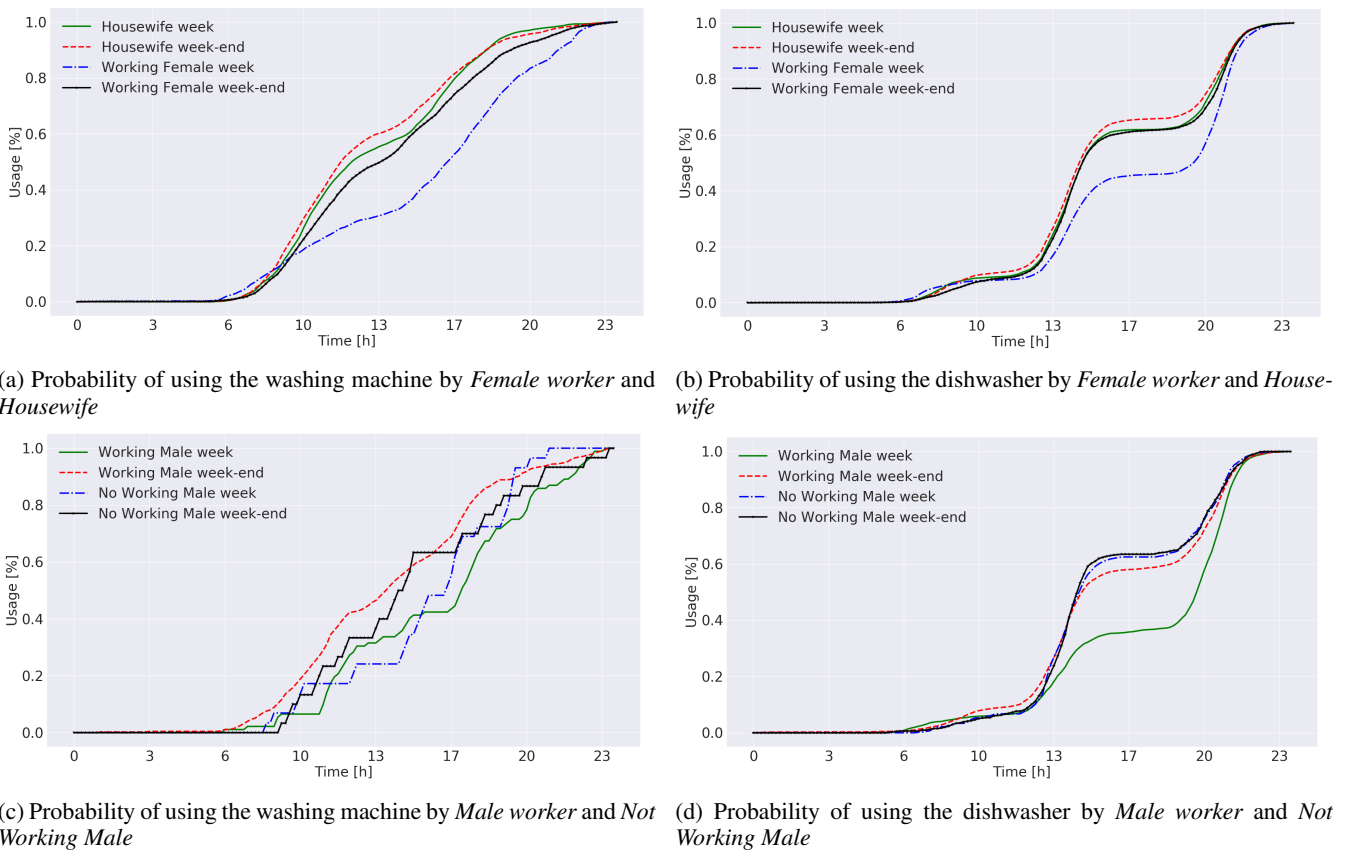 1.0
0.8
0.6
0.4
0.2
0.0
Usage [%]
Housewife week
Housewife week-end
Working Female week
Working Female week-end
0 3 6 10 13 17 20 23
Time [h]
(a) Probability of using the washing machine by Female worker and
Housewife
1.0
0.8
0.6
0.4
0.2
0.0
Usage [%]
Housewife week
Housewife week-end
Working Female week
Working Female week-end
0 3 6 10 13 17 20 23
Time [h]
(b) Probability of using the dishwasher by Female worker and House-
wife
1.0
0.8
0.6
0.4
0.2
0.0
Usage [%]
Working Male week
Working Male week-end
No Working Male week
No Working Male week-end
0 3 6 10 13 17 20 23
Time [h]
(c) Probability of using the washing machine by Male worker and Not
Working Male
1.0
0.8
0.6
0.4
0.2
0.0
Usage [%]
Working Male week
Working Male week-end
No Working Male week
No Working Male week-end
0 3 6 10 13 17 20 23
Time [h]
(d) Probability of using the dishwasher by Male worker and Not
Working Male